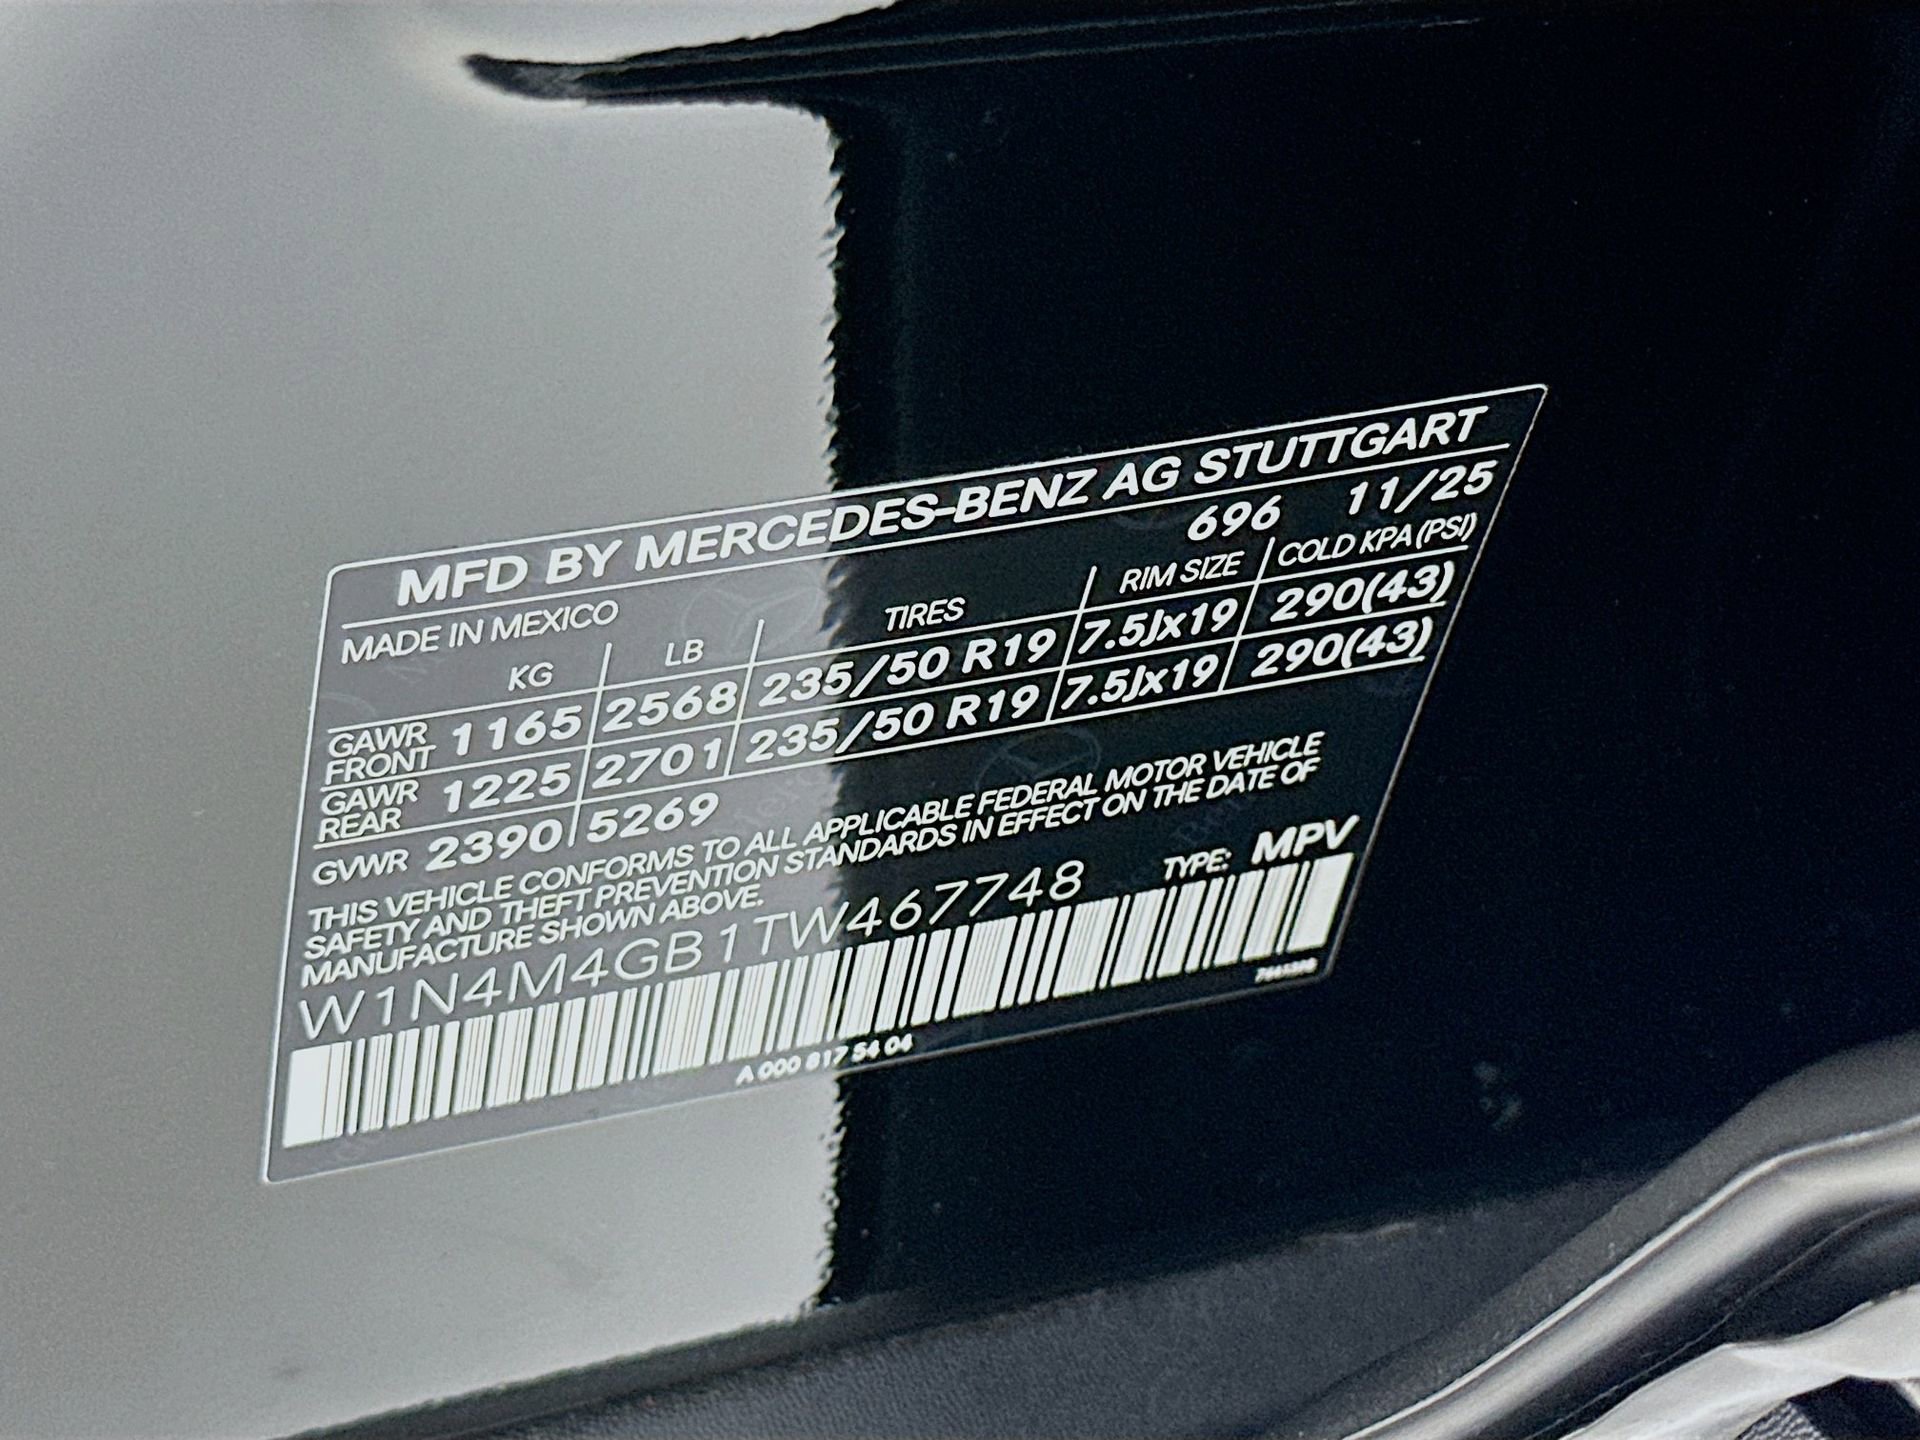 MFD BY MERCEDES-BENZ AG STUTTGART
MADE IN MEXICO 696 11/25
KG LB TIRES RIM SIZE COLD KPA (PSI)
GAWR FRONT 1165 2568 235/50 R19 7.5Jx19 290(43)
GAWR REAR 1225 2701 235/50 R19 7.5Jx19 290(43)
GVWR 2390 5269
THIS VEHICLE CONFORMS TO ALL APPLICABLE FEDERAL MOTOR VEHICLE
SAFETY AND THEFT PREVENTION STANDARDS IN EFFECT ON THE DATE OF
MANUFACTURE SHOWN ABOVE.
TYPE: MPV
W1N4M4GB1TW467748
A 000 817 54 04